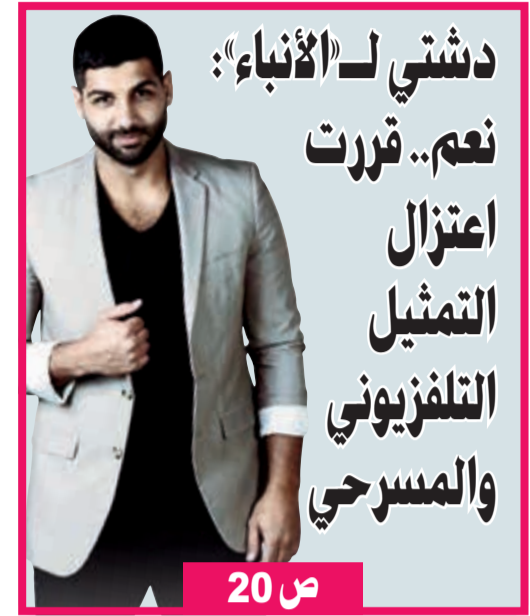 دشتي لـ«الأنباء»:
نعم.. قررت
اعتزال
التمثيل
التلفزيوني
والمسرحي
ص 20